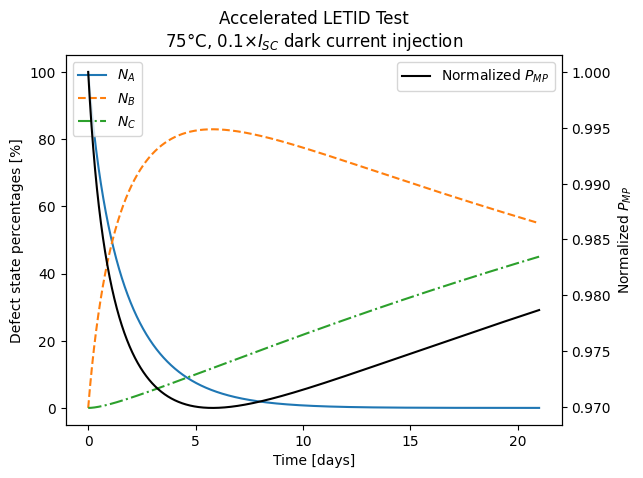 Accelerated LETID Test
75°C, 0.1×I_SC dark current injection
N_A
N_B
N_C
Normalized P_MP
Defect state percentages [%]
100
80
60
40
20
0
1.000
0.995
0.990
0.985
0.980
0.975
0.970
Normalized P_MP
0
5
10
15
20
Time [days]